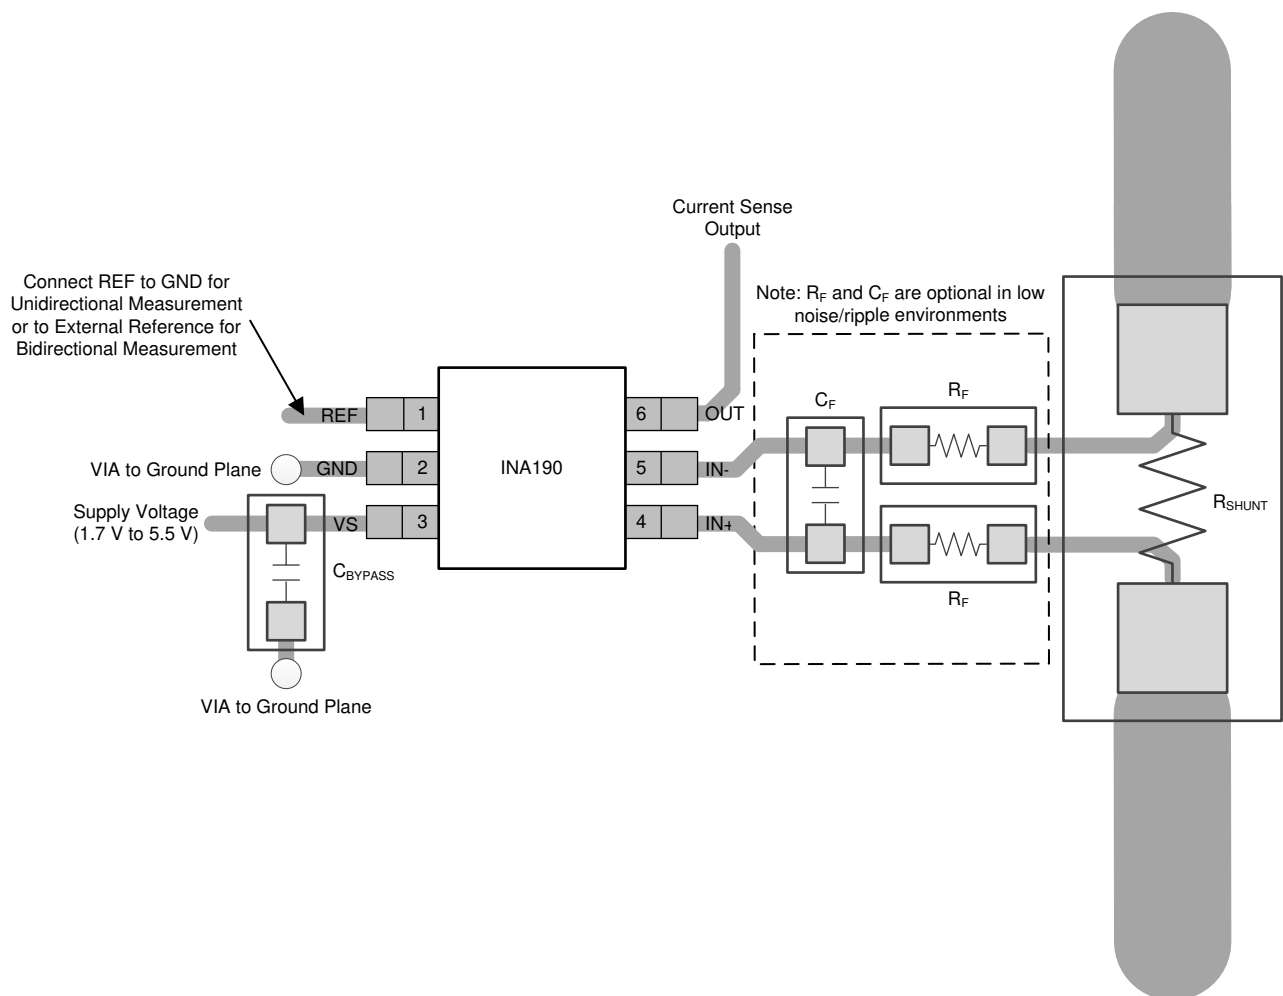 Current Sense
Output
Connect REF to GND for
Unidirectional Measurement
or to External Reference for
Bidirectional Measurement
Note: RF and CF are optional in low
noise/ripple environments
REF
1
6
OUT
CF
RF
VIA to Ground Plane
GND
2
INA190
5
IN-
RSHUNT
Supply Voltage
(1.7 V to 5.5 V)
VS
3
4
IN+
CBYPASS
RF
VIA to Ground Plane